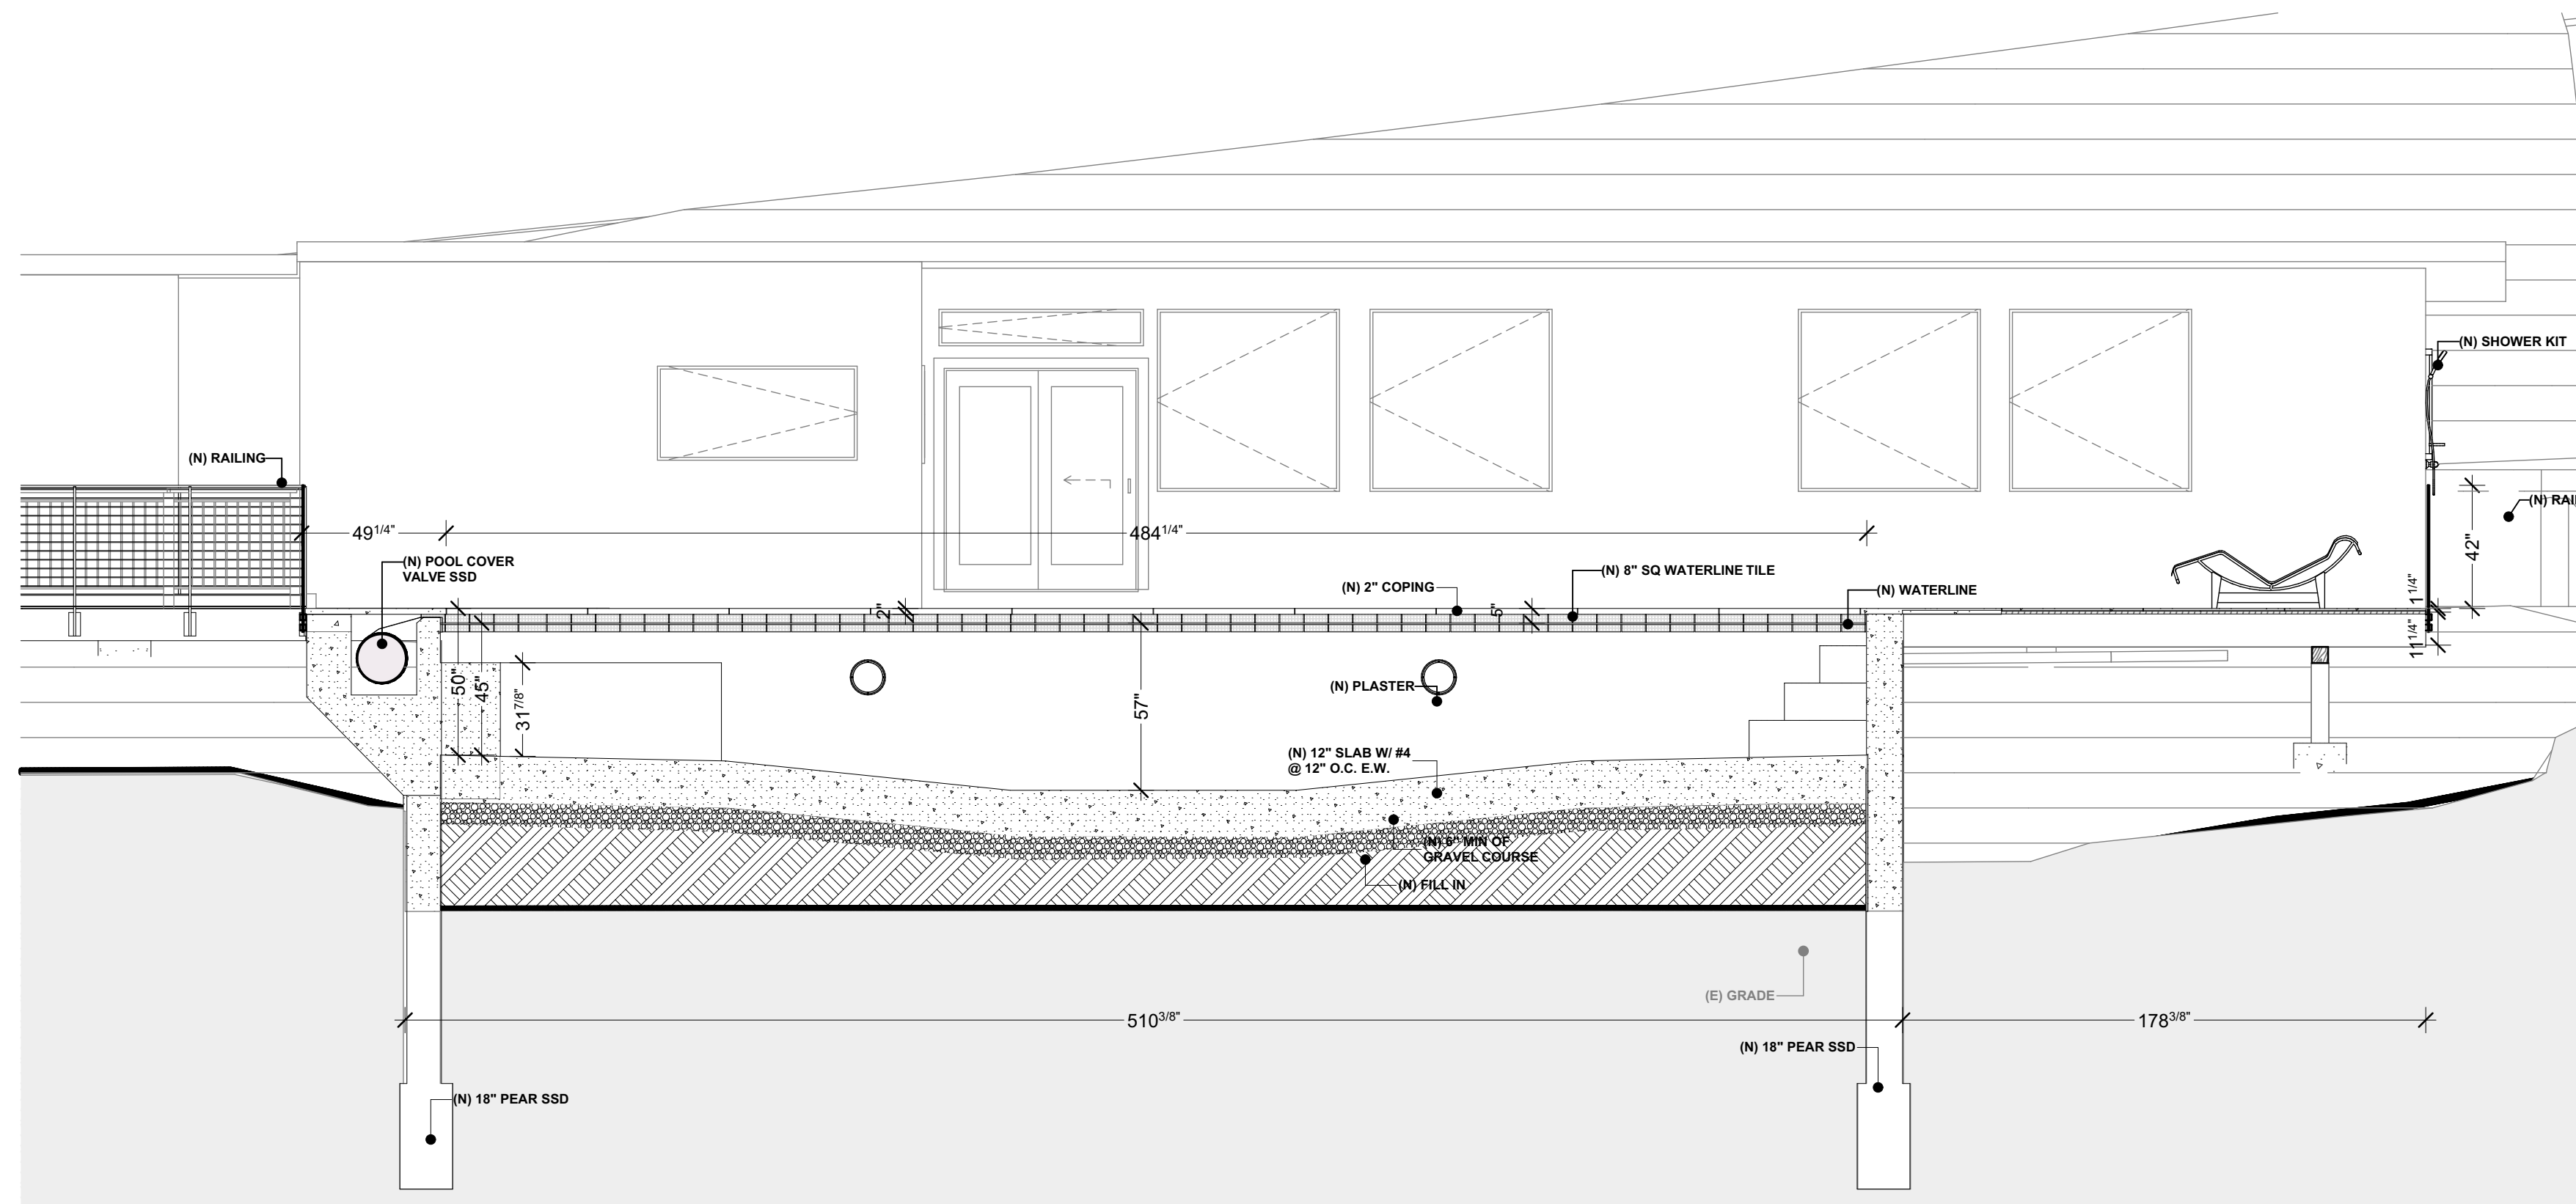 (N) SHOWER KIT
(N) RAILING
(N) RAI
49 1/4"
484 1/4"
42"
(N) POOL COVER
VALVE SSD
(N) 8" SQ WATERLINE TILE
(N) 2" COPING
(N) WATERLINE
2"
5"
1 1/4"
11 1/4"
50"
45"
31 7/8"
57"
(N) PLASTER
(N) 12" SLAB W/ #4
@ 12" O.C. E.W.
(N) 6" MIN OF
GRAVEL COURSE
(N) FILL IN
(E) GRADE
510 3/8"
178 3/8"
(N) 18" PEAR SSD
(N) 18" PEAR SSD